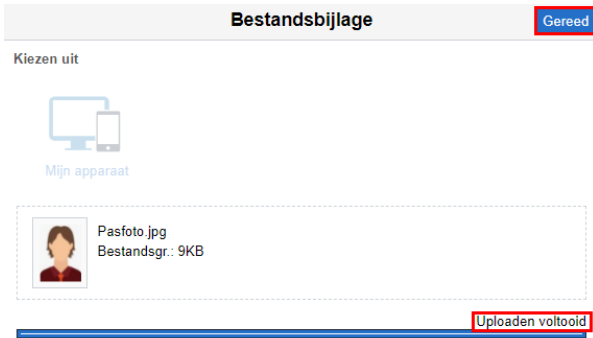 Bestandsbijlage
Gereed
Kiezen uit
Mijn apparaat
Pasfoto.jpg
Bestandsgr.: 9KB
Uploaden voltooid